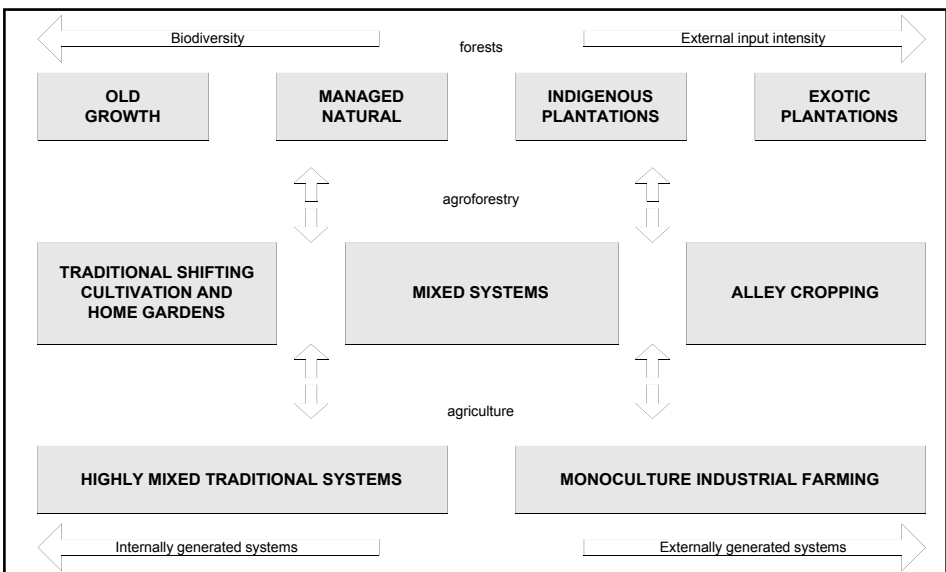 Biodiversity
forests
External input intensity
OLD
GROWTH
MANAGED
NATURAL
INDIGENOUS
PLANTATIONS
EXOTIC
PLANTATIONS
agroforestry
TRADITIONAL SHIFTING
CULTIVATION AND
HOME GARDENS
MIXED SYSTEMS
ALLEY CROPPING
agriculture
HIGHLY MIXED TRADITIONAL SYSTEMS
MONOCULTURE INDUSTRIAL FARMING
Internally generated systems
Externally generated systems